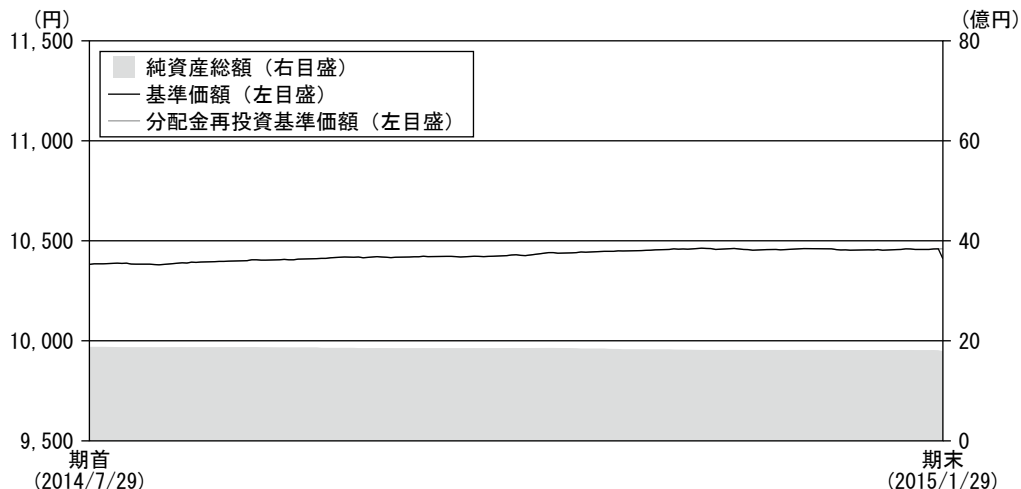 （円）
（億円）
11,500
80
純資産総額（右目盛）
基準価額（左目盛）
分配金再投資基準価額（左目盛）
11,000
60
10,500
40
10,000
20
9,500
0
期首
期末
(2014/7/29)
(2015/1/29)